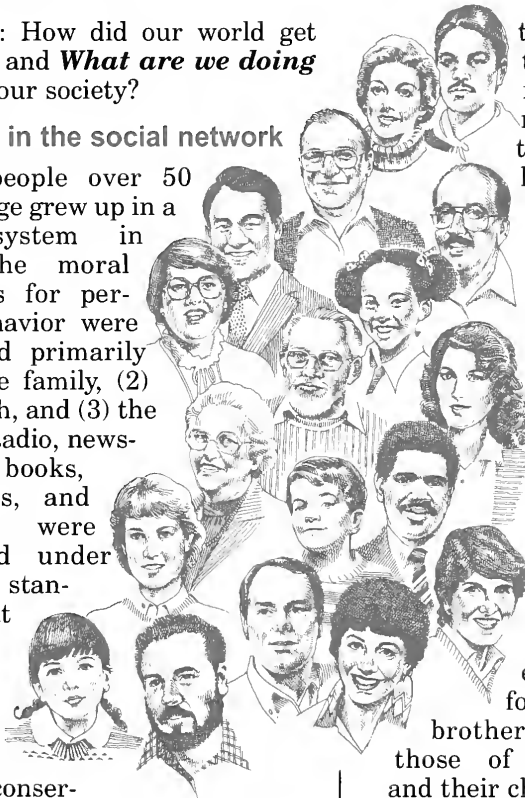 : How did our world get
and What are we doing
our society?
in the social network
people over 50
ge grew up in a
system in
he moral
s for per-
havior were
d primarily
e family, (2)
h, and (3) the
adio, news-
books,
s, and
were
d under
stan-
t
conser-
fo
brother
those of
and their ch